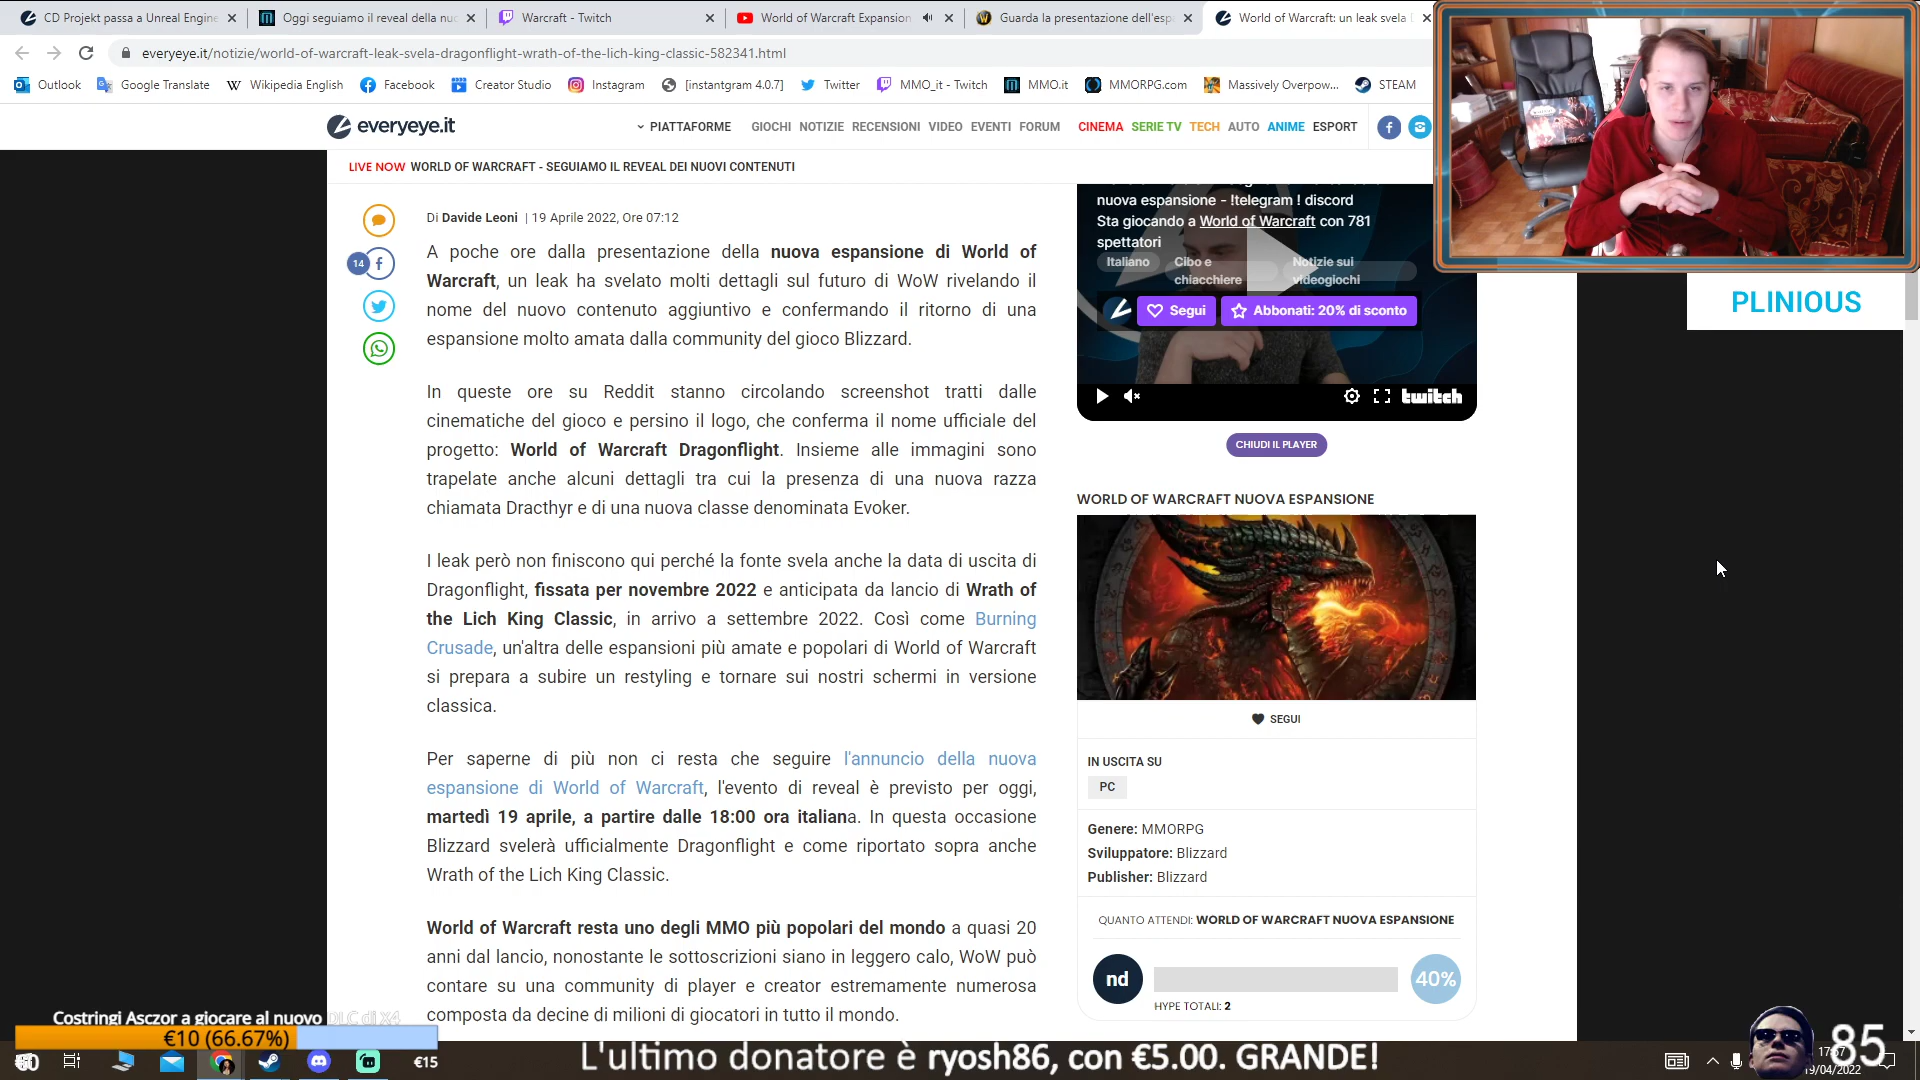 CD Projekt passa a Unreal Engine
Oggi seguiamo il reveal della nuo
Warcraft - Twitch
World of Warcraft Expansion
Guarda la presentazione dell'esp
World of Warcraft: un leak svela
everyeye.it/notizie/world-of-warcraft-leak-svela-dragonflight-wrath-of-the-lich-king-classic-582341.html
Outlook
Google Translate
Wikipedia English
Facebook
Creator Studio
Instagram
[instantgram 4.0.7]
Twitter
MMO_it - Twitch
MMO.it
MMORPG.com
Massively Overpow...
STEAM
everyeye.it
PIATTAFORME GIOCHI NOTIZIE RECENSIONI VIDEO EVENTI FORUM CINEMA SERIE TV TECH AUTO ANIME ESPORT
LIVE NOW WORLD OF WARCRAFT - SEGUIAMO IL REVEAL DEI NUOVI CONTENUTI
Di Davide Leoni | 19 Aprile 2022, Ore 07:12
14
A poche ore dalla presentazione della nuova espansione di World of
Warcraft, un leak ha svelato molti dettagli sul futuro di WoW rivelando il
nome del nuovo contenuto aggiuntivo e confermando il ritorno di una
espansione molto amata dalla community del gioco Blizzard.
In queste ore su Reddit stanno circolando screenshot tratti dalle
cinematiche del gioco e persino il logo, che conferma il nome ufficiale del
progetto: World of Warcraft Dragonflight. Insieme alle immagini sono
trapelate anche alcuni dettagli tra cui la presenza di una nuova razza
chiamata Dracthyr e di una nuova classe denominata Evoker.
I leak però non finiscono qui perché la fonte svela anche la data di uscita di
Dragonflight, fissata per novembre 2022 e anticipata da lancio di Wrath of
the Lich King Classic, in arrivo a settembre 2022. Così come Burning
Crusade, un'altra delle espansioni più amate e popolari di World of Warcraft
si prepara a subire un restyling e tornare sui nostri schermi in versione
classica.
Per saperne di più non ci resta che seguire l'annuncio della nuova
espansione di World of Warcraft, l'evento di reveal è previsto per oggi,
martedì 19 aprile, a partire dalle 18:00 ora italiana. In questa occasione
Blizzard svelerà ufficialmente Dragonflight e come riportato sopra anche
Wrath of the Lich King Classic.
World of Warcraft resta uno degli MMO più popolari del mondo a quasi 20
anni dal lancio, nonostante le sottoscrizioni siano in leggero calo, WoW può
contare su una community di player e creator estremamente numerosa
composta da decine di milioni di giocatori in tutto il mondo.
nuova espansione - !telegram ! discord
Sta giocando a World of Warcraft con 781
spettatori
Italiano
Cibo e
chiacchiere
Notizie sui
videogiochi
Segui
Abbonati: 20% di sconto
twitch
CHIUDI IL PLAYER
WORLD OF WARCRAFT NUOVA ESPANSIONE
SEGUI
IN USCITA SU
PC
Genere: MMORPG
Sviluppatore: Blizzard
Publisher: Blizzard
QUANTO ATTENDI: WORLD OF WARCRAFT NUOVA ESPANSIONE
nd
40%
HYPE TOTALI: 2
PLINIOUS
Costringi Asczor a giocare al nuovo DLC di X4
€10 (66.67%)
€0
€15
L'ultimo donatore è ryosh86, con €5.00. GRANDE!
85
19/04/2022